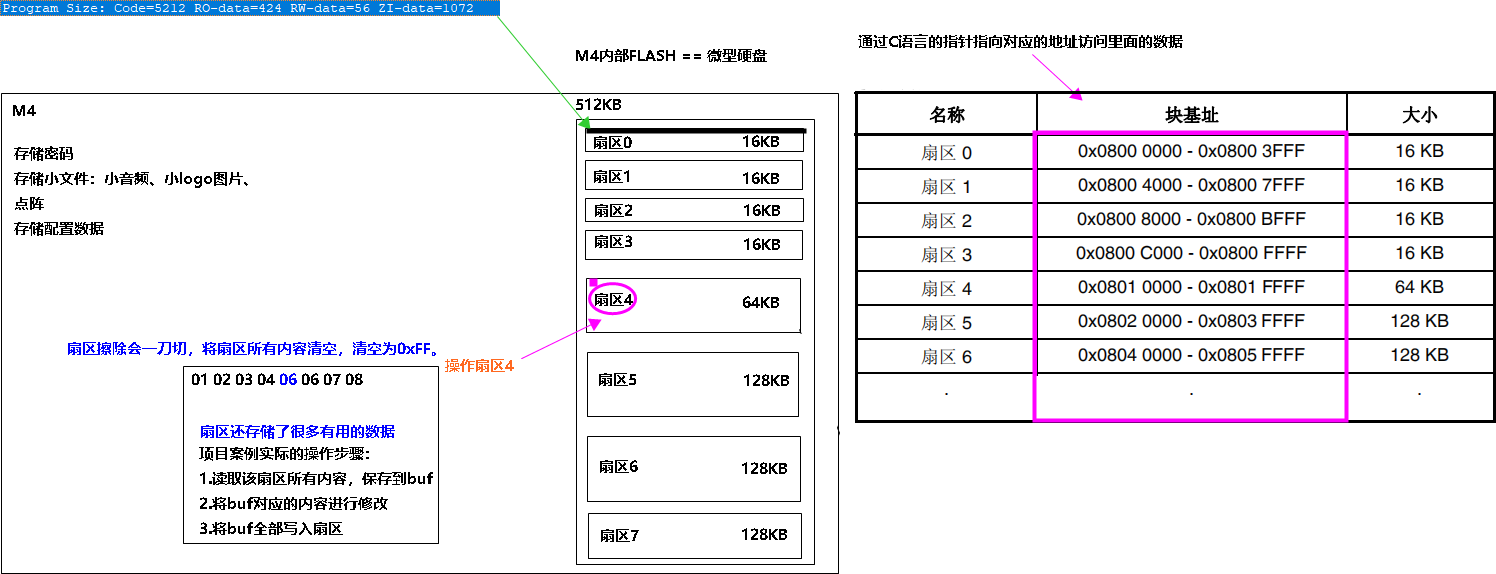 Program Size: Code=5212 RO-data=424 RW-data=56 ZI-data=1072
M4内部FLASH == 微型硬盘
通过C语言的指针指向对应的地址访问里面的数据
M4
存储密码
存储小文件：小音频、小logo图片、
点阵
存储配置数据
扇区擦除会一刀切，将扇区所有内容清空，清空为0xFF。
操作扇区4
01 02 03 04 06 06 07 08
扇区还存储了很多有用的数据
项目案例实际的操作步骤：
1.读取该扇区所有内容，保存到buf
2.将buf对应的内容进行修改
3.将buf全部写入扇区
512KB
扇区0 16KB
扇区1 16KB
扇区2 16KB
扇区3 16KB
扇区4 64KB
扇区5 128KB
扇区6 128KB
扇区7 128KB
名称 块基址 大小
扇区 0 0x0800 0000 - 0x0800 3FFF 16 KB
扇区 1 0x0800 4000 - 0x0800 7FFF 16 KB
扇区 2 0x0800 8000 - 0x0800 BFFF 16 KB
扇区 3 0x0800 C000 - 0x0800 FFFF 16 KB
扇区 4 0x0801 0000 - 0x0801 FFFF 64 KB
扇区 5 0x0802 0000 - 0x0803 FFFF 128 KB
扇区 6 0x0804 0000 - 0x0805 FFFF 128 KB
. . .